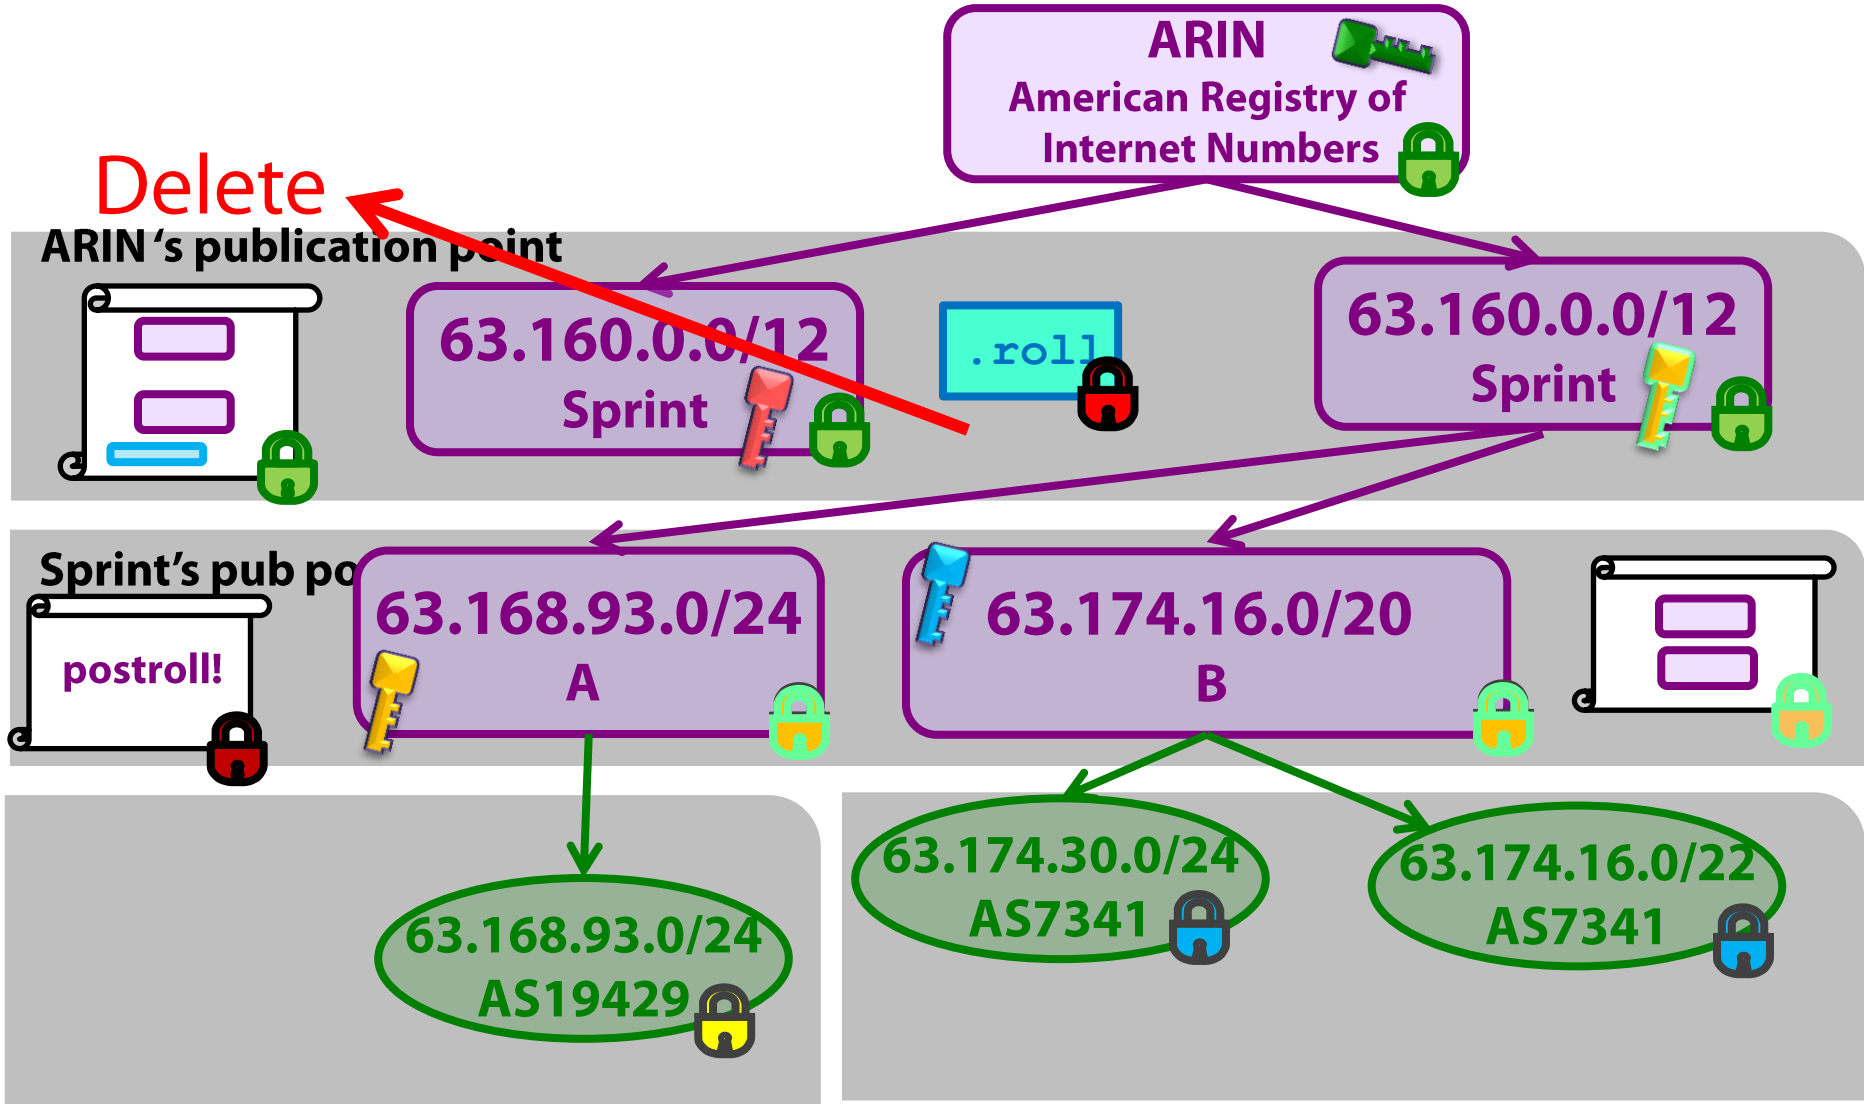 ARIN
American Registry of
Internet Numbers
Delete
ARIN ‘s publication point
63.160.0.0/12
Sprint
.roll
63.160.0.0/12
Sprint
Sprint’s pub po
postroll!
63.168.93.0/24
A
63.174.16.0/20
B
63.168.93.0/24
AS19429
63.174.30.0/24
AS7341
63.174.16.0/22
AS7341